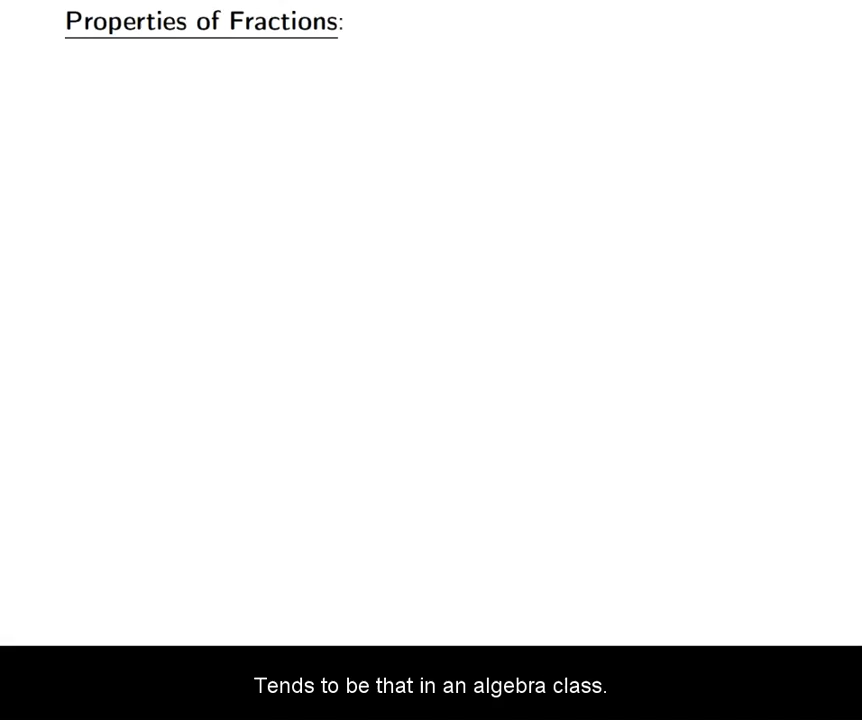 Properties of Fractions:
Tends to be that in an algebra class.